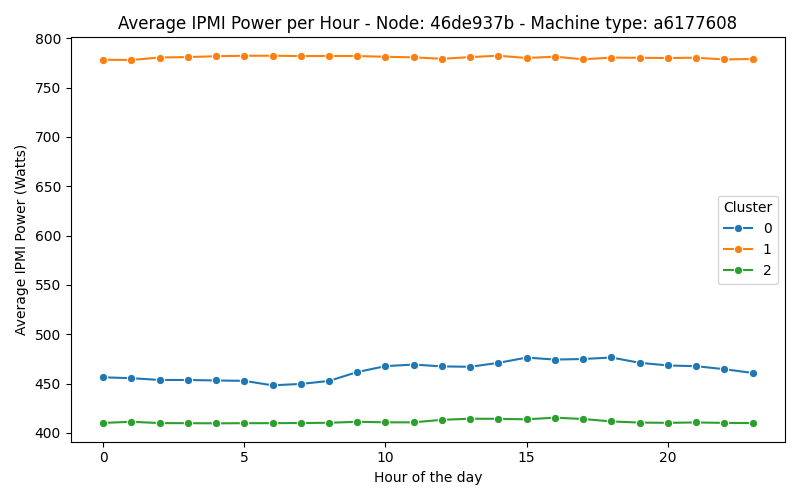 Average IPMI Power per Hour - Node: 46de937b - Machine type: a6177608
800
750
700
650
600
550
500
450
400
Average IPMI Power (Watts)
Cluster
0
1
2
0 5 10 15 20
Hour of the day